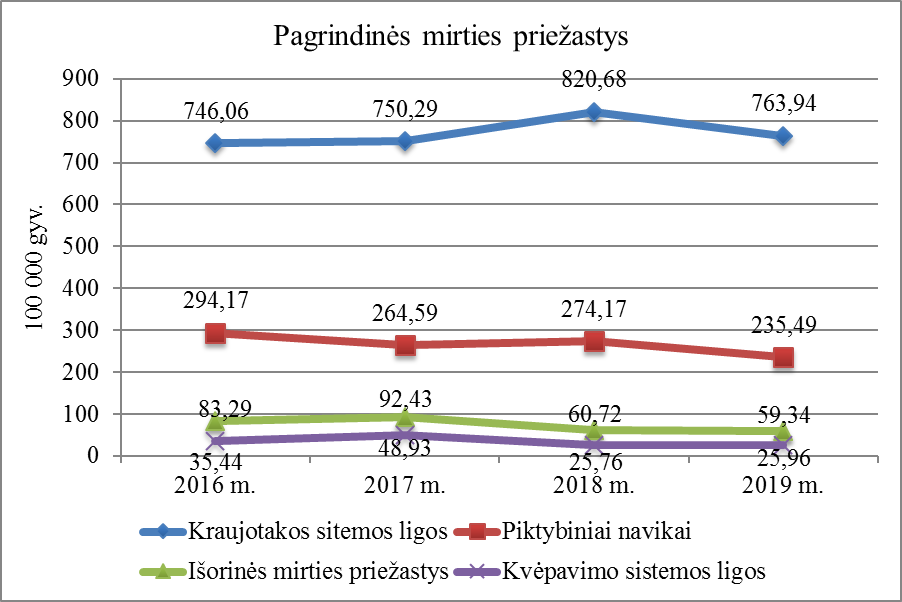 Pagrindinės mirties priežastys
900
800
700
600
500
400
300
200
100
0
100 000 gyv.
746,06 750,29 820,68 763,94
294,17 264,59 274,17 235,49
83,29 92,43 60,72 59,34
35,44 48,93 25,76 25,96
2016 m. 2017 m. 2018 m. 2019 m.
Kraujotakos sitemos ligos Piktybiniai navikai
Išorinės mirties priežastys Kvėpavimo sistemos ligos